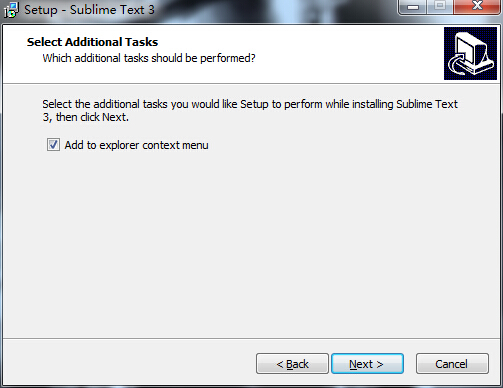 Setup - Sublime Text 3
Select Additional Tasks
Which additional tasks should be performed?
Select the additional tasks you would like Setup to perform while installing Sublime Text
3, then click Next.
Add to explorer context menu
< Back
Next >
Cancel